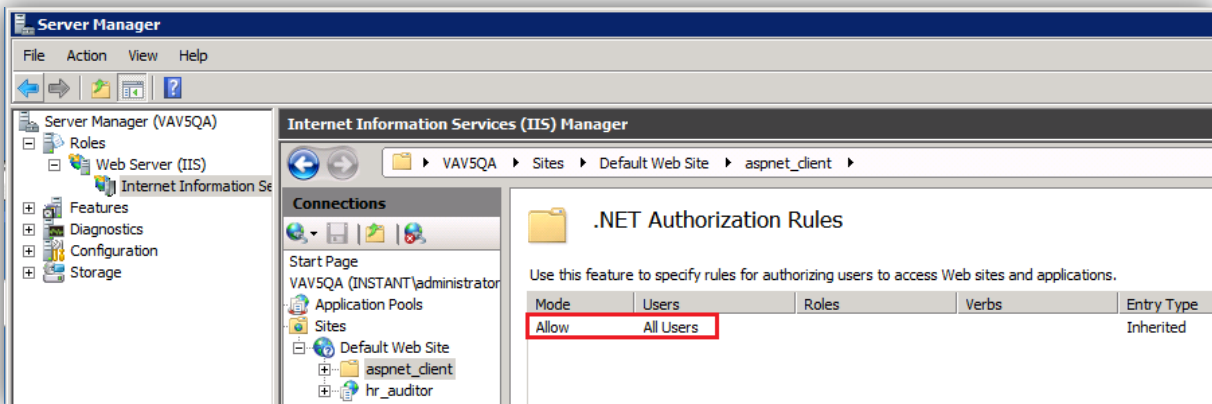 Server Manager
File Action View Help
Server Manager (VAV5QA)
Roles
Web Server (IIS)
Internet Information Se
Features
Diagnostics
Configuration
Storage
Internet Information Services (IIS) Manager
VAV5QA Sites Default Web Site aspnet_client
Connections
Start Page
VAV5QA (INSTANT\administrator
Application Pools
Sites
Default Web Site
aspnet_client
hr_auditor
.NET Authorization Rules
Use this feature to specify rules for authorizing users to access Web sites and applications.
Mode Users Roles Verbs Entry Type
Allow All Users Inherited